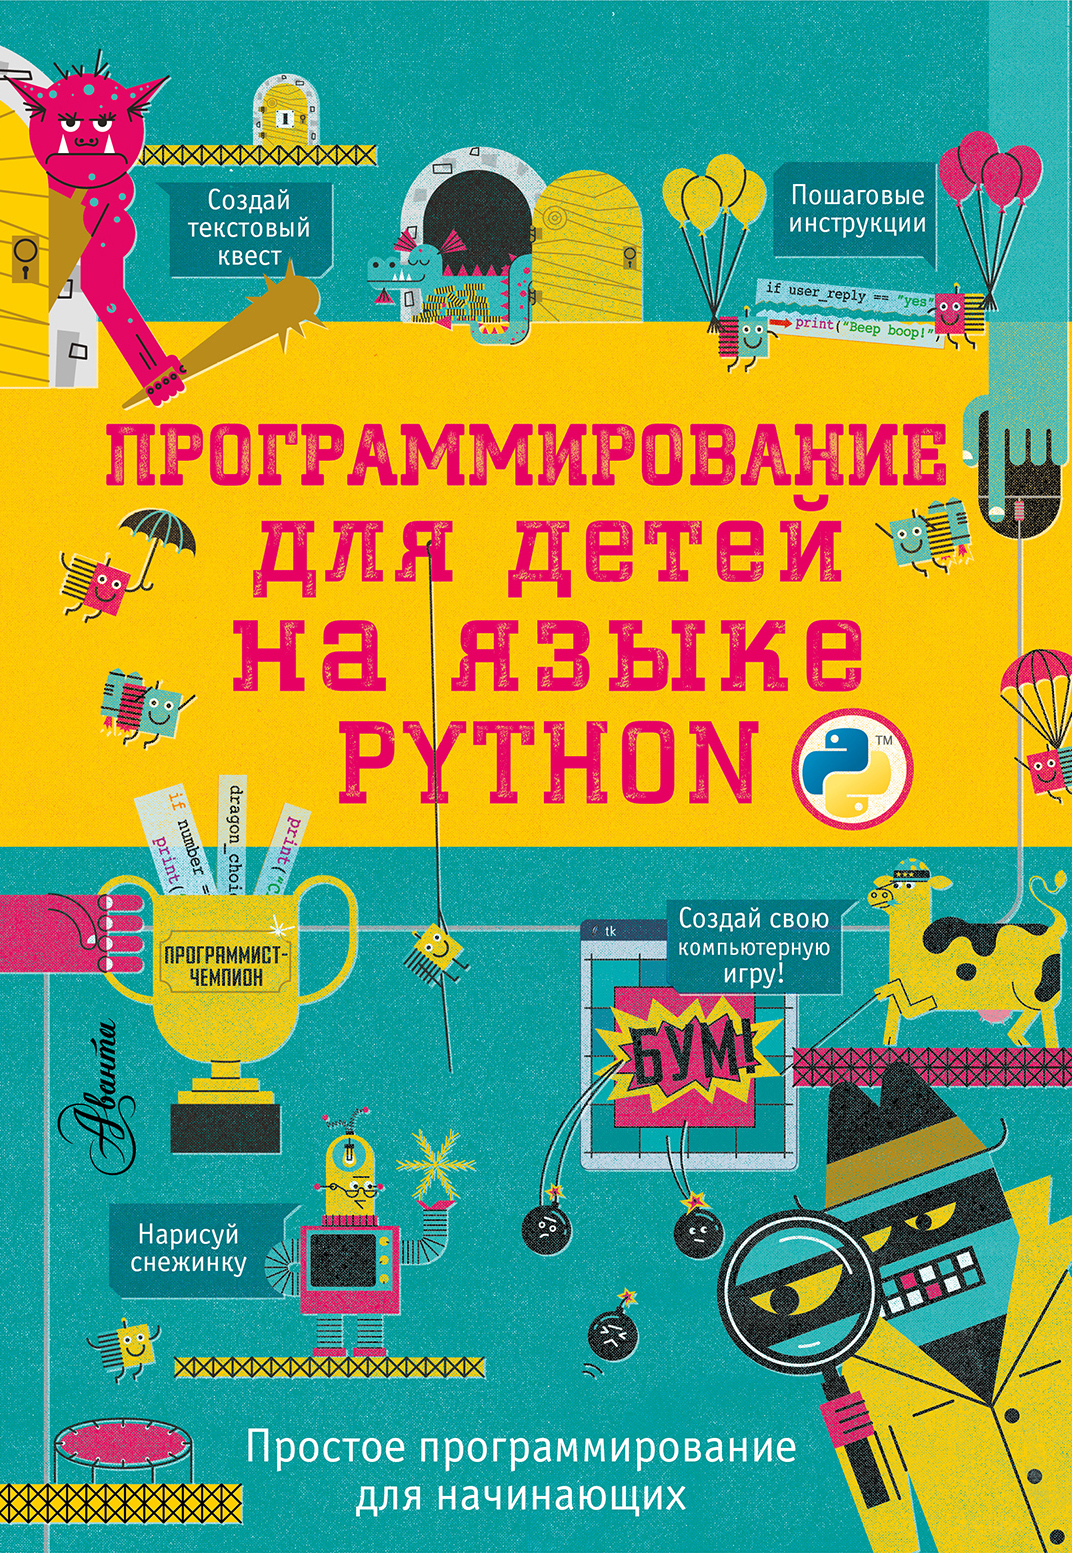 Создай
текстовый
квест
Пошаговые
инструкции
if user_reply == "yes"
print("Beep boop!"
ПРОГРАММИРОВАНИЕ
для детей
на языке
PYTHON
TM
if number =
print(
dragon_choi
print("C
ПРОГРАММИСТ-
ЧЕМПИОН
Аванта
tk
Создай свою
компьютерную
игру!
БУМ!
Нарисуй
снежинку
Простое программирование
для начинающих